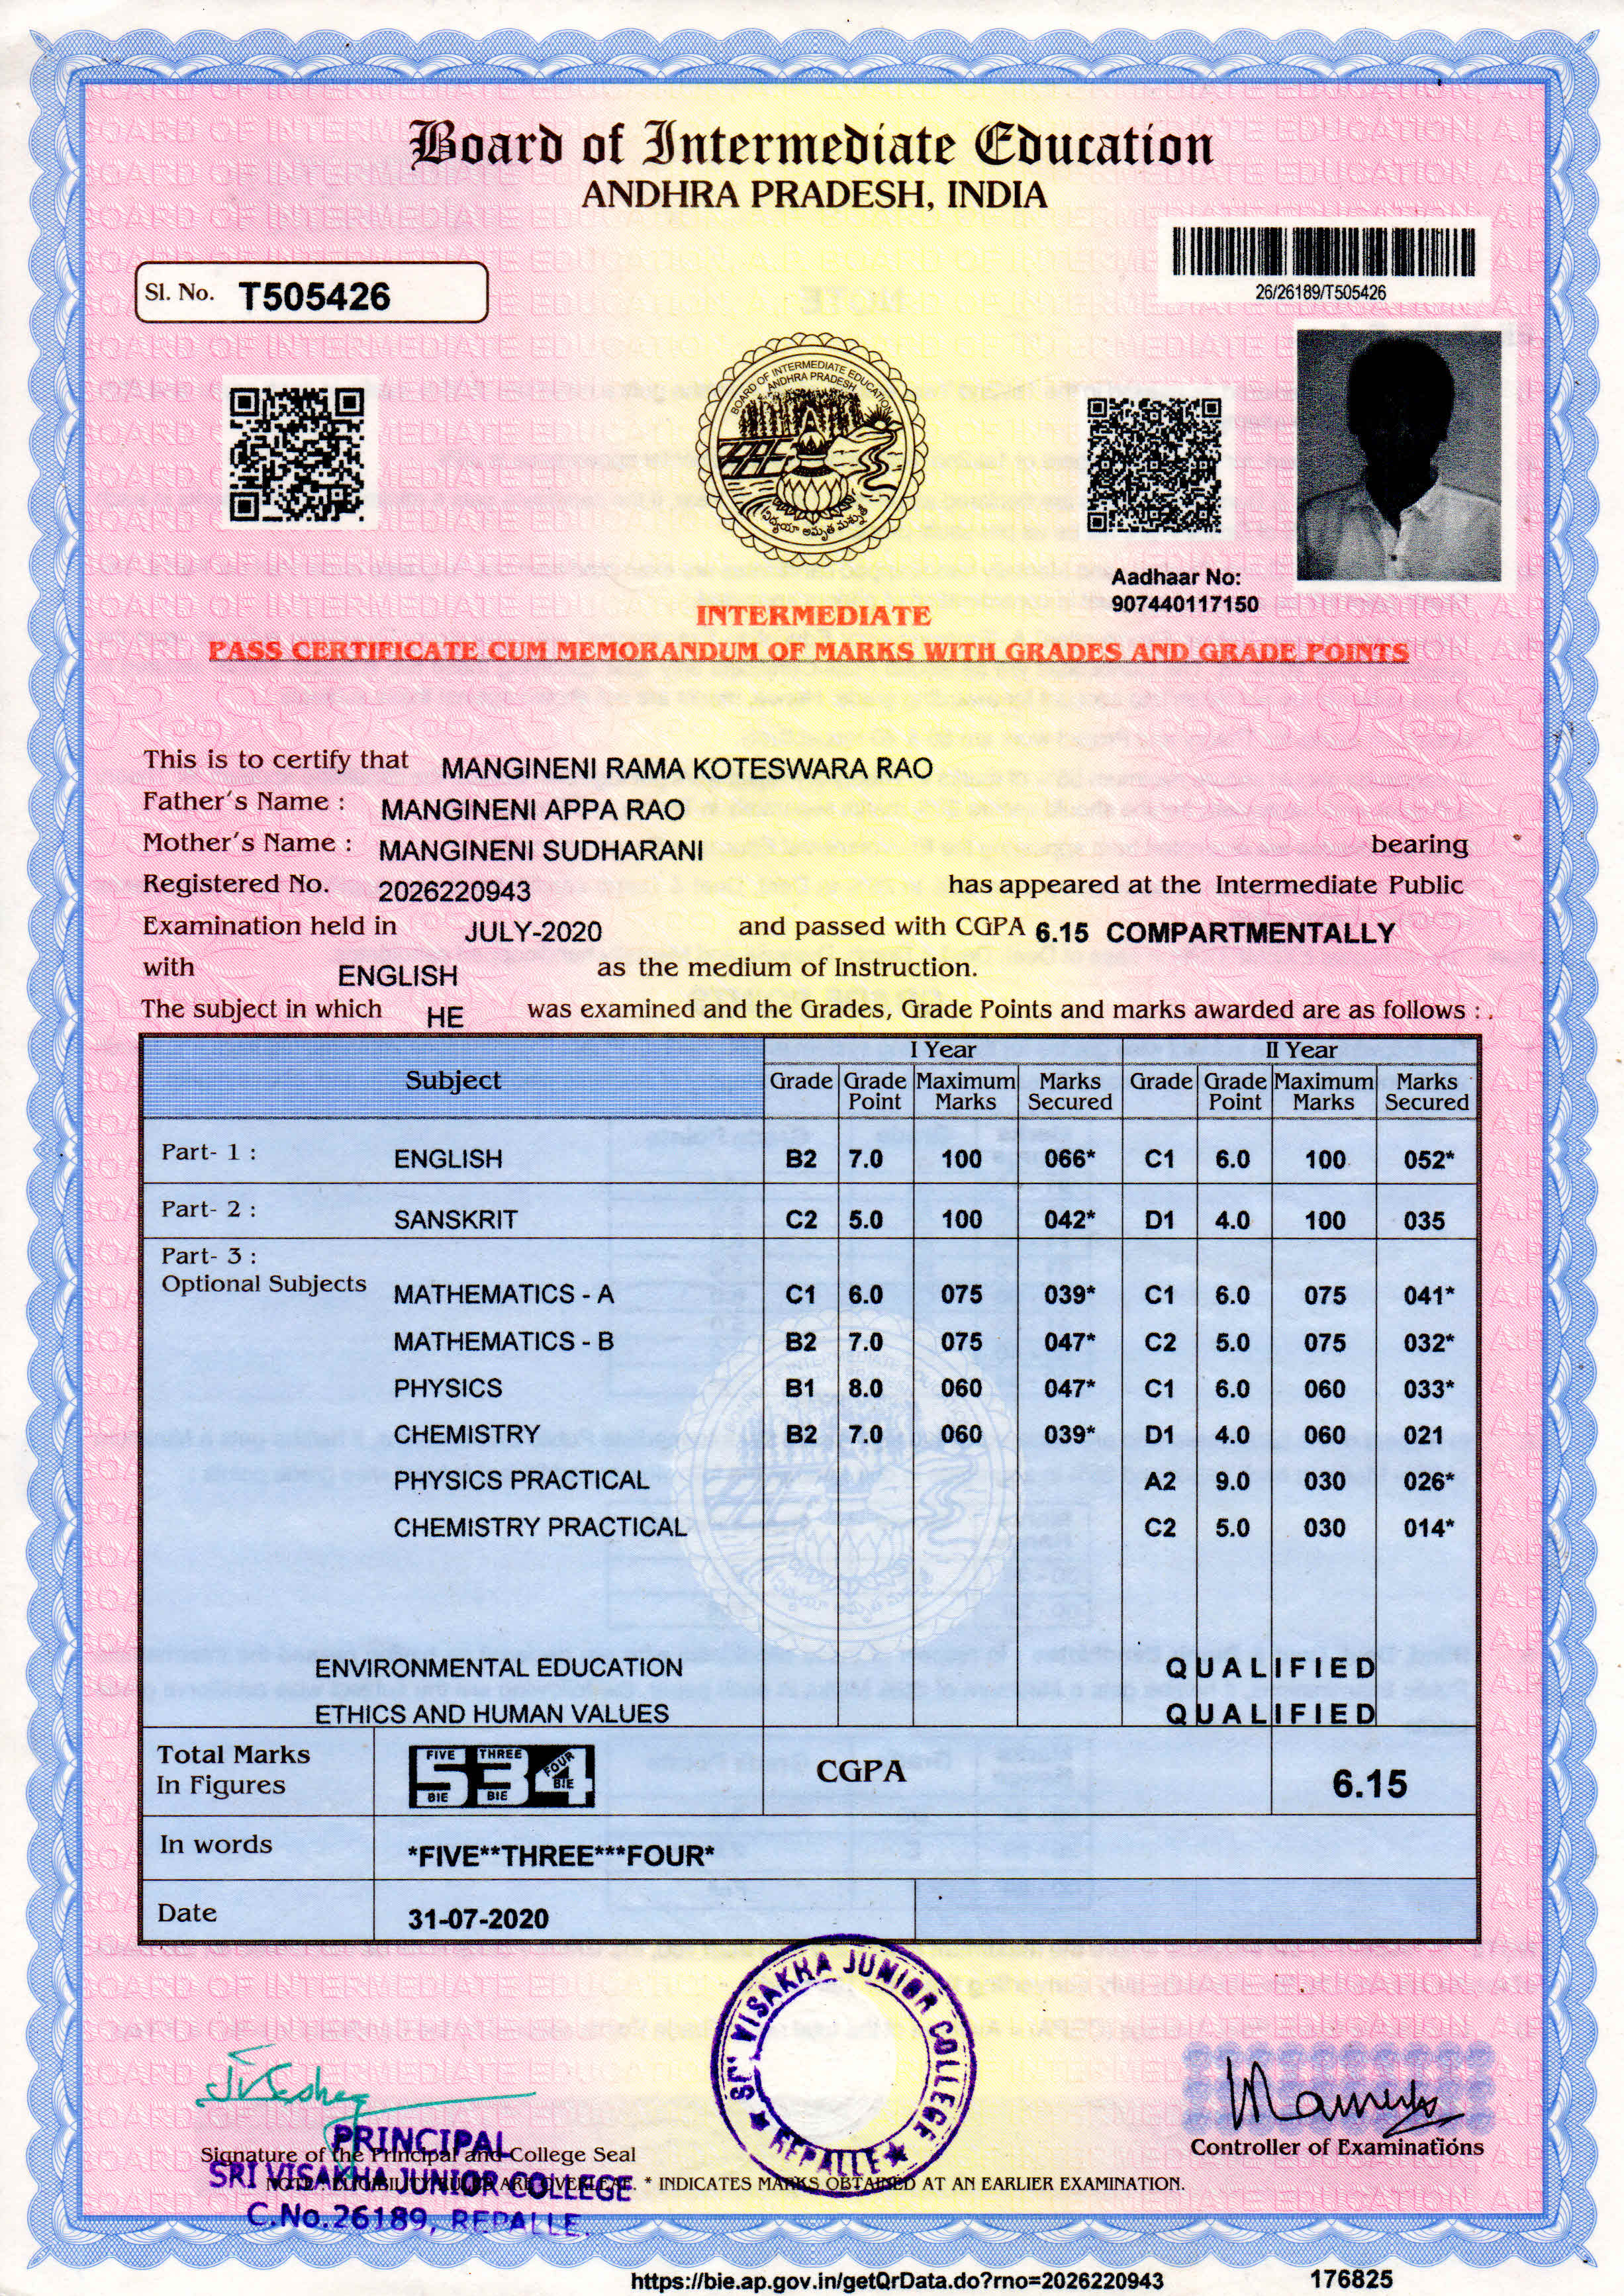 Board of Intermediate Education
ANDHRA PRADESH, INDIA
Sl. No. T505426
26/26189/T505426
BOARD OF INTERMEDIATE EDUCATION
ANDHRA PRADESH
Aadhaar No:
907440117150
INTERMEDIATE
PASS CERTIFICATE CUM MEMORANDUM OF MARKS WITH GRADES AND GRADE POINTS
This is to certify that MANGINENI RAMA KOTESWARA RAO
Father's Name : MANGINENI APPA RAO
Mother's Name : MANGINENI SUDHARANI bearing
Registered No. 2026220943 has appeared at the Intermediate Public
Examination held in JULY-2020 and passed with CGPA 6.15 COMPARTMENTALLY
with ENGLISH as the medium of Instruction.
The subject in which HE was examined and the Grades, Grade Points and marks awarded are as follows :
Subject I Year II Year
Grade Grade Point Maximum Marks Marks Secured Grade Grade Point Maximum Marks Marks Secured
Part- 1 : ENGLISH B2 7.0 100 066* C1 6.0 100 052*
Part- 2 : SANSKRIT C2 5.0 100 042* D1 4.0 100 035
Part- 3 :
Optional Subjects MATHEMATICS - A C1 6.0 075 039* C1 6.0 075 041*
MATHEMATICS - B B2 7.0 075 047* C2 5.0 075 032*
PHYSICS B1 8.0 060 047* C1 6.0 060 033*
CHEMISTRY B2 7.0 060 039* D1 4.0 060 021
PHYSICS PRACTICAL A2 9.0 030 026*
CHEMISTRY PRACTICAL C2 5.0 030 014*
ENVIRONMENTAL EDUCATION QUALIFIED
ETHICS AND HUMAN VALUES QUALIFIED
Total Marks In Figures FIVE THREE FOUR 534 BIE BIE BIE CGPA 6.15
In words *FIVE**THREE***FOUR*
Date 31-07-2020
SRI VISAKHA JUNIOR COLLEGE
REPALLE
PRINCIPAL
Signature of the Principal and College Seal
Controller of Examinations
SRI VISAKHA JUNIOR COLLEGE
NOTE: ELIGIBILITY RULES ARE OVERLEAF. * INDICATES MARKS OBTAINED AT AN EARLIER EXAMINATION.
C.No.26189, REPALLE.
https://bie.ap.gov.in/getQrData.do?rno=2026220943 176825